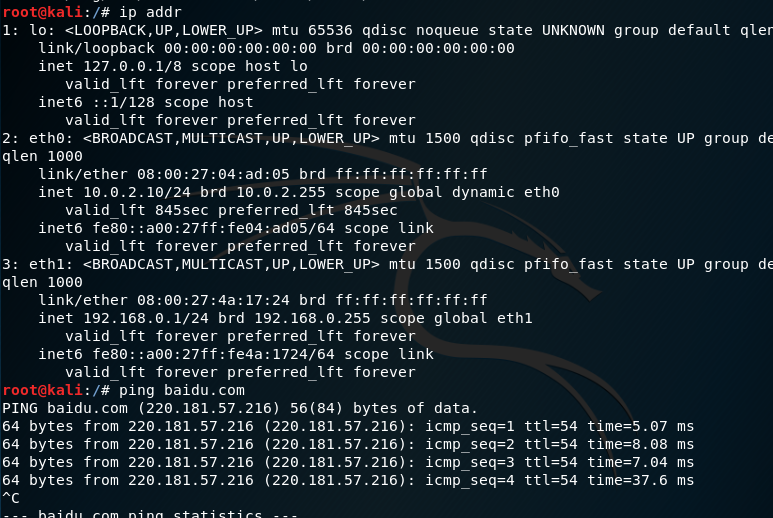 root@kali:/# ip addr
1: lo: <LOOPBACK,UP,LOWER_UP> mtu 65536 qdisc noqueue state UNKNOWN group default qlen
link/loopback 00:00:00:00:00:00 brd 00:00:00:00:00:00
inet 127.0.0.1/8 scope host lo
valid_lft forever preferred_lft forever
inet6 ::1/128 scope host
valid_lft forever preferred_lft forever
2: eth0: <BROADCAST,MULTICAST,UP,LOWER_UP> mtu 1500 qdisc pfifo_fast state UP group de
qlen 1000
link/ether 08:00:27:04:ad:05 brd ff:ff:ff:ff:ff:ff
inet 10.0.2.10/24 brd 10.0.2.255 scope global dynamic eth0
valid_lft 845sec preferred_lft 845sec
inet6 fe80::a00:27ff:fe04:ad05/64 scope link
valid_lft forever preferred_lft forever
3: eth1: <BROADCAST,MULTICAST,UP,LOWER_UP> mtu 1500 qdisc pfifo_fast state UP group de
qlen 1000
link/ether 08:00:27:4a:17:24 brd ff:ff:ff:ff:ff:ff
inet 192.168.0.1/24 brd 192.168.0.255 scope global eth1
valid_lft forever preferred_lft forever
inet6 fe80::a00:27ff:fe4a:1724/64 scope link
valid_lft forever preferred_lft forever
root@kali:/# ping baidu.com
PING baidu.com (220.181.57.216) 56(84) bytes of data.
64 bytes from 220.181.57.216 (220.181.57.216): icmp_seq=1 ttl=54 time=5.07 ms
64 bytes from 220.181.57.216 (220.181.57.216): icmp_seq=2 ttl=54 time=8.08 ms
64 bytes from 220.181.57.216 (220.181.57.216): icmp_seq=3 ttl=54 time=7.04 ms
64 bytes from 220.181.57.216 (220.181.57.216): icmp_seq=4 ttl=54 time=37.6 ms
^C
--- baidu.com ping statistics ---